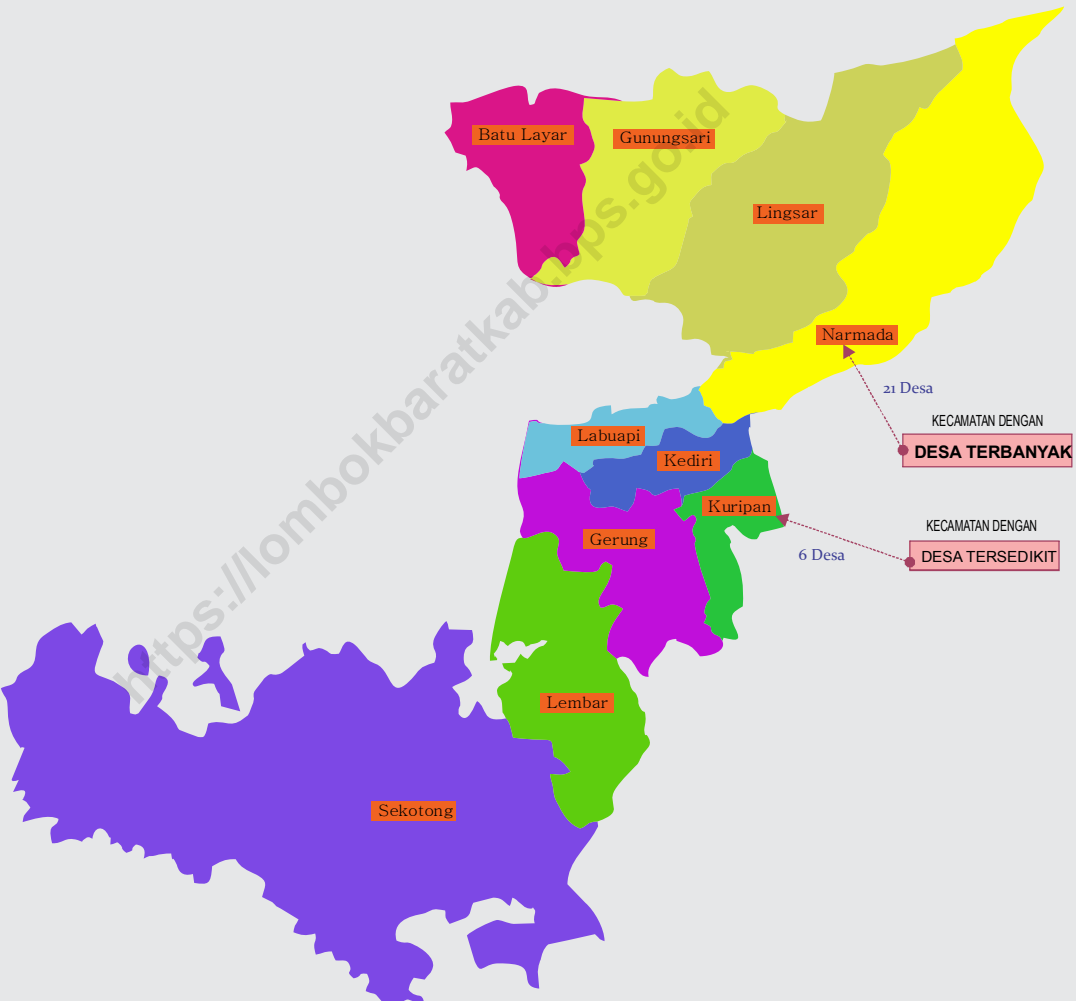 Batu Layar
Gunungsari
Lingsar
Narmada
21 Desa
KECAMATAN DENGAN
DESA TERBANYAK
Labuapi
Kediri
Kuripan
Gerung
KECAMATAN DENGAN
DESA TERSEDIKIT
6 Desa
Lembar
Sekotong
https://lombokbaratkab.bps.go.id